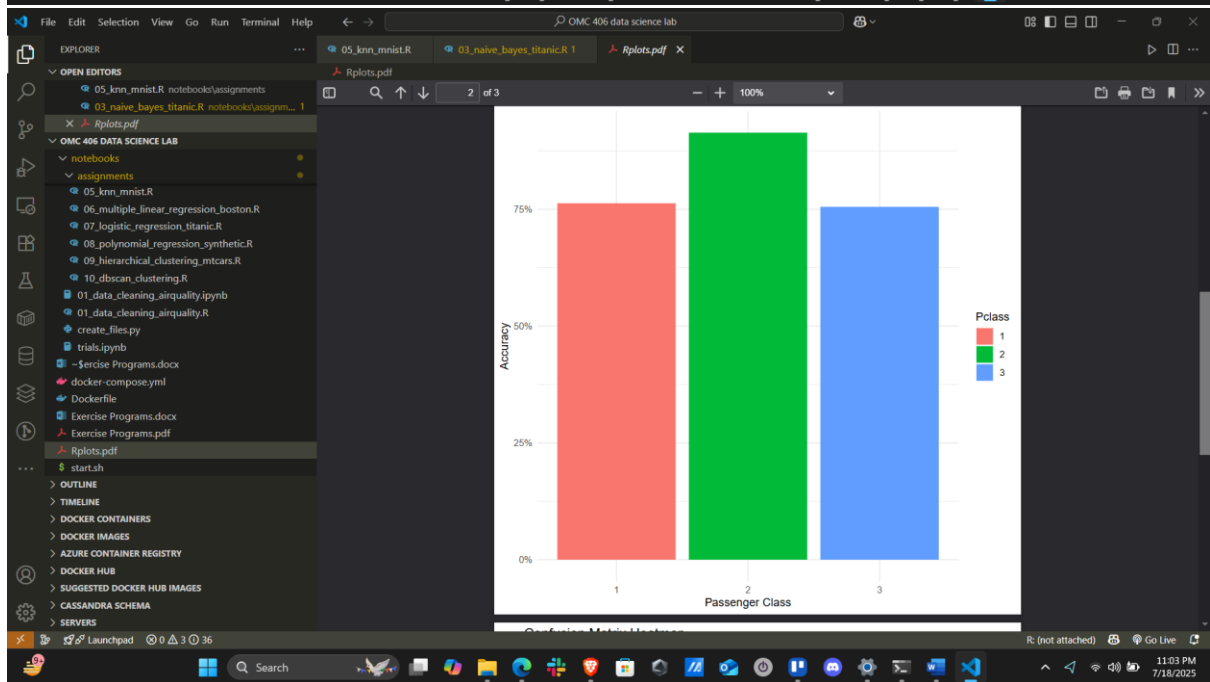 File Edit Selection View Go Run Terminal Help
OMC 406 data science lab
EXPLORER
05_knn_mnist.R
03_naive_bayes_titanic.R 1
Rplots.pdf
OPEN EDITORS
05_knn_mnist.R notebooks\assignments
03_naive_bayes_titanic.R notebooks\assignm... 1
Rplots.pdf
OMC 406 DATA SCIENCE LAB
notebooks
assignments
05_knn_mnist.R
06_multiple_linear_regression_boston.R
07_logistic_regression_titanic.R
08_polynomial_regression_synthetic.R
09_hierarchical_clustering_mtcars.R
10_dbscan_clustering.R
01_data_cleaning_airquality.ipynb
01_data_cleaning_airquality.R
create_files.py
trials.ipynb
~$ercise Programs.docx
docker-compose.yml
Dockerfile
Exercise Programs.docx
Exercise Programs.pdf
Rplots.pdf
$ start.sh
OUTLINE
TIMELINE
DOCKER CONTAINERS
DOCKER IMAGES
AZURE CONTAINER REGISTRY
DOCKER HUB
SUGGESTED DOCKER HUB IMAGES
CASSANDRA SCHEMA
SERVERS
Rplots.pdf
2 of 3
100%
75%
50%
25%
0%
Accuracy
1 2 3
Passenger Class
Pclass
1
2
3
Launchpad 0 3 36
R: (not attached) Go Live
9+
Search
11:03 PM
7/18/2025